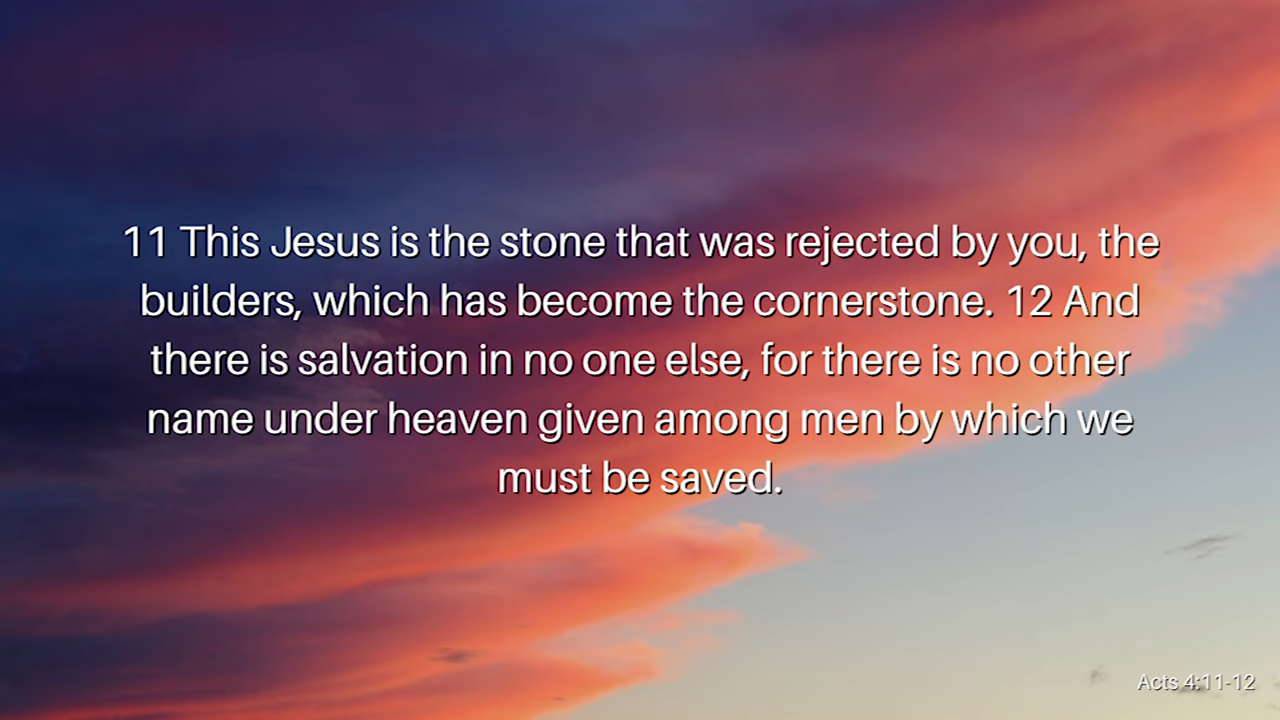 11 This Jesus is the stone that was rejected by you, the
builders, which has become the cornerstone. 12 And
there is salvation in no one else, for there is no other
name under heaven given among men by which we
must be saved.
Acts 4:11-12